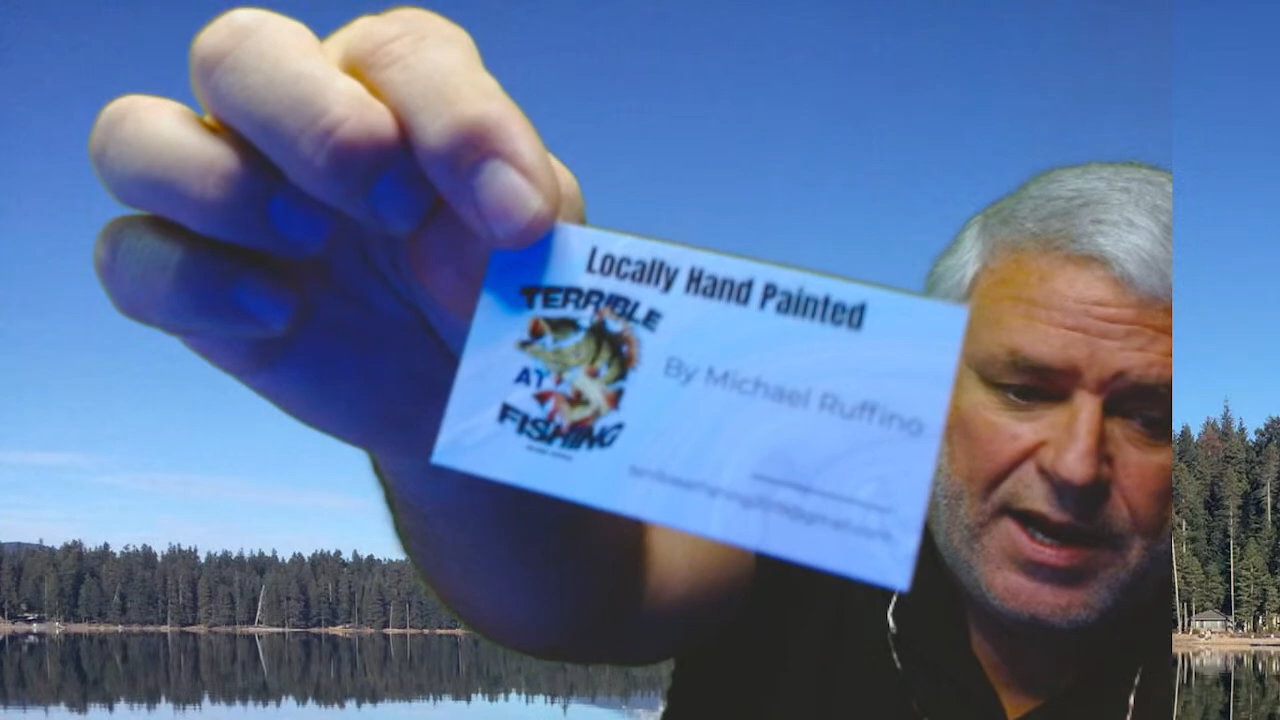 Locally Hand Painted
TERRIBLE
AT
FISHING
By Michael Ruffino